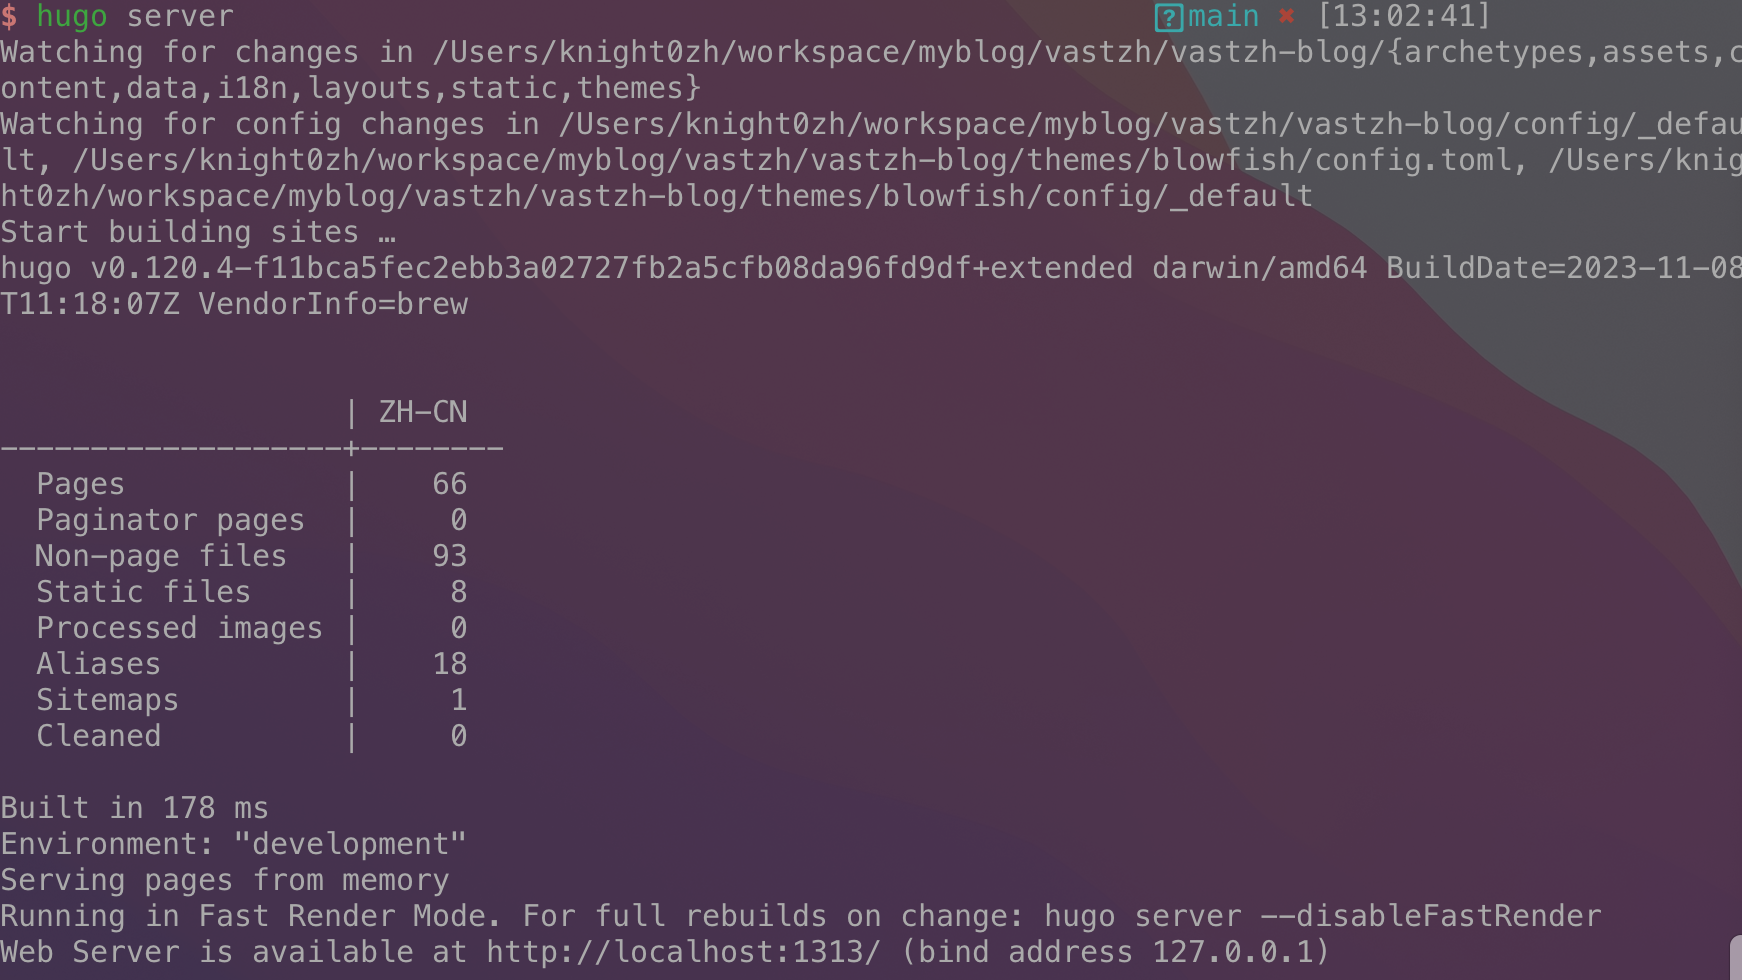 $ hugo server ?main ✖ [13:02:41]
Watching for changes in /Users/knight0zh/workspace/myblog/vastzh/vastzh-blog/{archetypes,assets,c
ontent,data,i18n,layouts,static,themes}
Watching for config changes in /Users/knight0zh/workspace/myblog/vastzh/vastzh-blog/config/_defau
lt, /Users/knight0zh/workspace/myblog/vastzh/vastzh-blog/themes/blowfish/config.toml, /Users/knig
ht0zh/workspace/myblog/vastzh/vastzh-blog/themes/blowfish/config/_default
Start building sites …
hugo v0.120.4-f11bca5fec2ebb3a02727fb2a5cfb08da96fd9df+extended darwin/amd64 BuildDate=2023-11-08
T11:18:07Z VendorInfo=brew
                   | ZH-CN
-------------------+--------
  Pages            |    66
  Paginator pages  |     0
  Non-page files   |    93
  Static files     |     8
  Processed images |     0
  Aliases          |    18
  Sitemaps         |     1
  Cleaned          |     0
Built in 178 ms
Environment: "development"
Serving pages from memory
Running in Fast Render Mode. For full rebuilds on change: hugo server --disableFastRender
Web Server is available at http://localhost:1313/ (bind address 127.0.0.1)